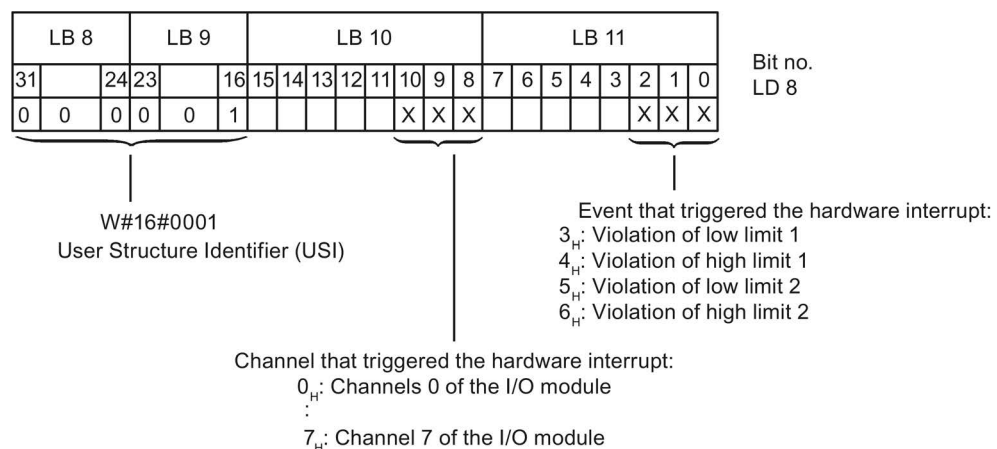 LB 8 LB 9 LB 10 LB 11
31 24 23 16 15 14 13 12 11 10 9 8 7 6 5 4 3 2 1 0
Bit no.
LD 8
0 0 0 0 0 1 X X X X X X
W#16#0001
User Structure Identifier (USI)
Event that triggered the hardware interrupt:
3H: Violation of low limit 1
4H: Violation of high limit 1
5H: Violation of low limit 2
6H: Violation of high limit 2
Channel that triggered the hardware interrupt:
0H: Channels 0 of the I/O module
:
7H: Channel 7 of the I/O module